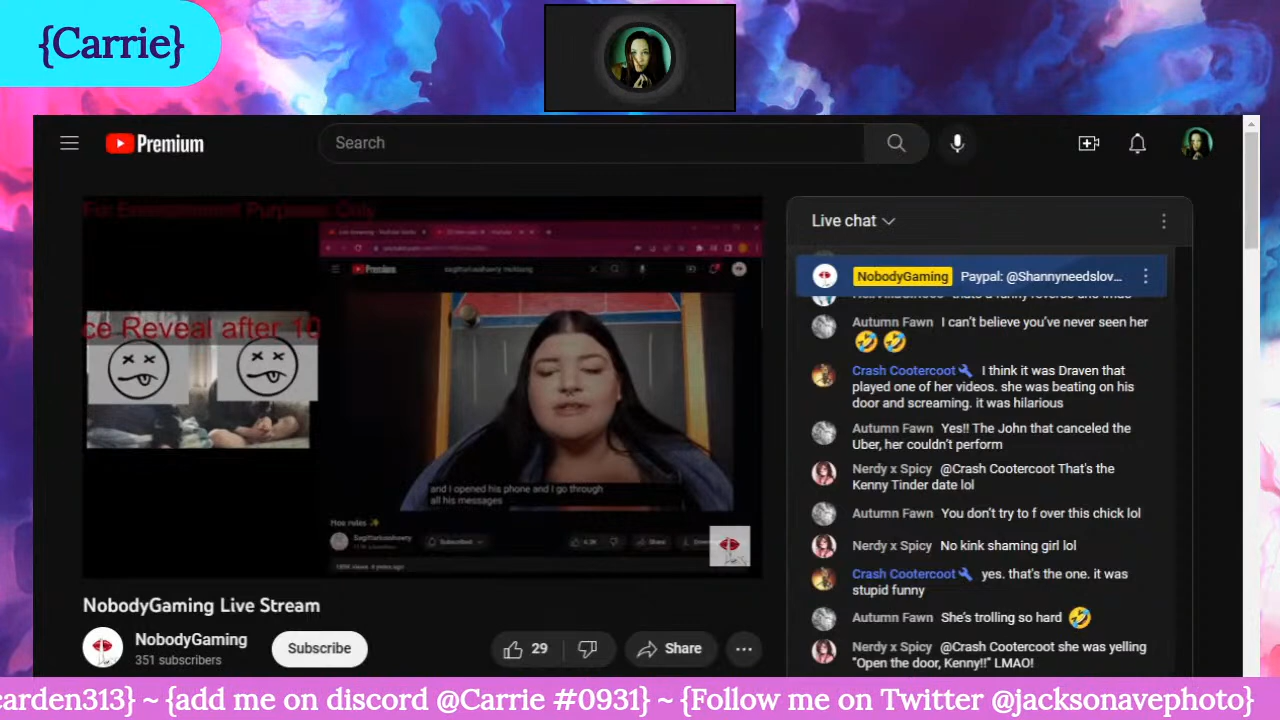 {Carrie}
Premium
Search
For Entertainment Purposes Only
Live chat
NobodyGaming Paypal: @Shannyneedslov...
Autumn Fawn I can't believe you've never seen her
🤣 🤣
Crash Cootercoot I think it was Draven that
played one of her videos. she was beating on his
door and screaming. it was hilarious
Autumn Fawn Yes!! The John that canceled the
Uber, her couldn't perform
Nerdy x Spicy @Crash Cootercoot That's the
Kenny Tinder date lol
Autumn Fawn You don't try to f over this chick lol
Nerdy x Spicy No kink shaming girl lol
Crash Cootercoot yes. that's the one. it was
stupid funny
Autumn Fawn She's trolling so hard 🤣
Nerdy x Spicy @Crash Cootercoot she was yelling
"Open the door, Kenny!!" LMAO!
Premium
ce Reveal after 10
and I opened his phone and I go through
all his messages
Hoe rules
Subscribed
Share
NobodyGaming Live Stream
NobodyGaming
351 subscribers
Subscribe
29
Share
carden313} ~ {add me on discord @Carrie #0931} ~ {Follow me on Twitter @jacksonavephoto}